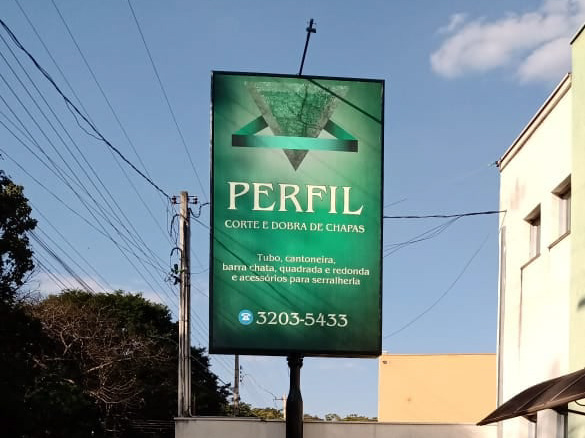 PERFIL
CORTE E DOBRA DE CHAPAS
Tubo, cantoneira,
barra chata, quadrada e redonda
e acessórios para serralheria
3203-5433